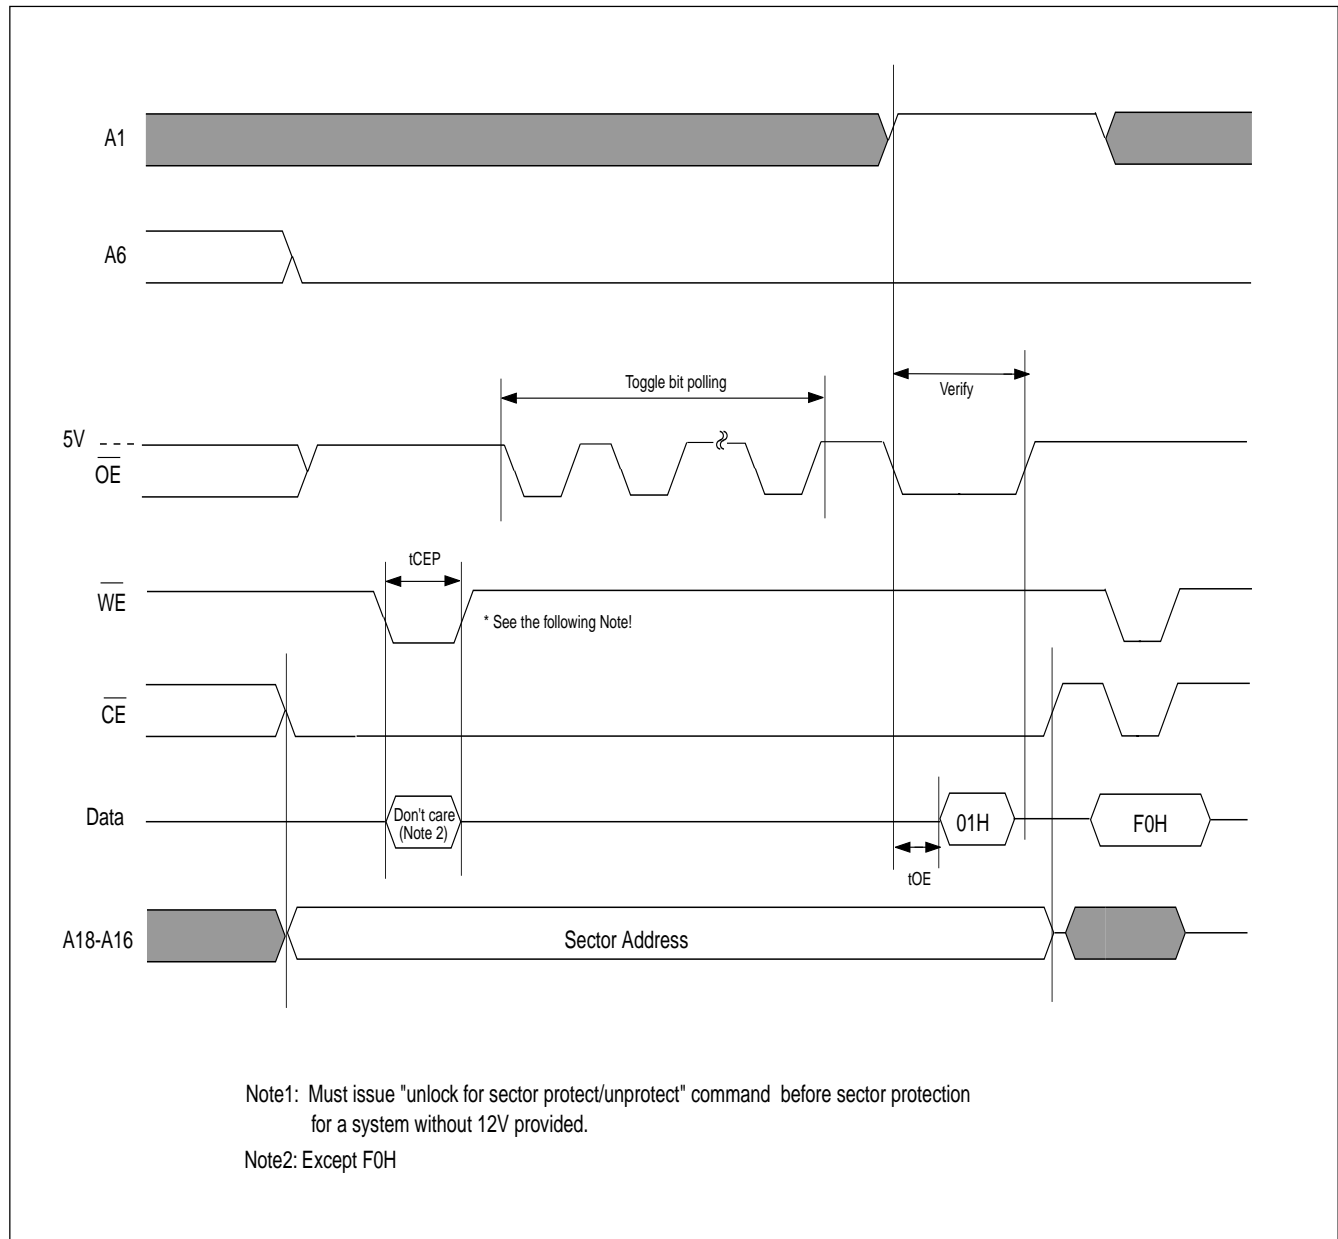 A1
A6
Toggle bit polling
Verify
5V
OE
tCEP
WE
* See the following Note!
CE
Data
Don't care
(Note 2)
01H
F0H
tOE
A18-A16
Sector Address
Note1: Must issue "unlock for sector protect/unprotect" command before sector protection
for a system without 12V provided.
Note2: Except F0H